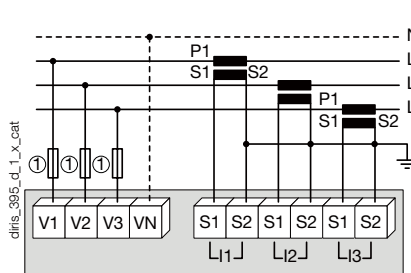 N
P1
L
S1 S2
L
P1
L
S1 S2
① ① ①
diris_395_d_1_x_cat
V1 V2 V3 VN S1 S2 S1 S2 S1 S2
I1 I2 I3